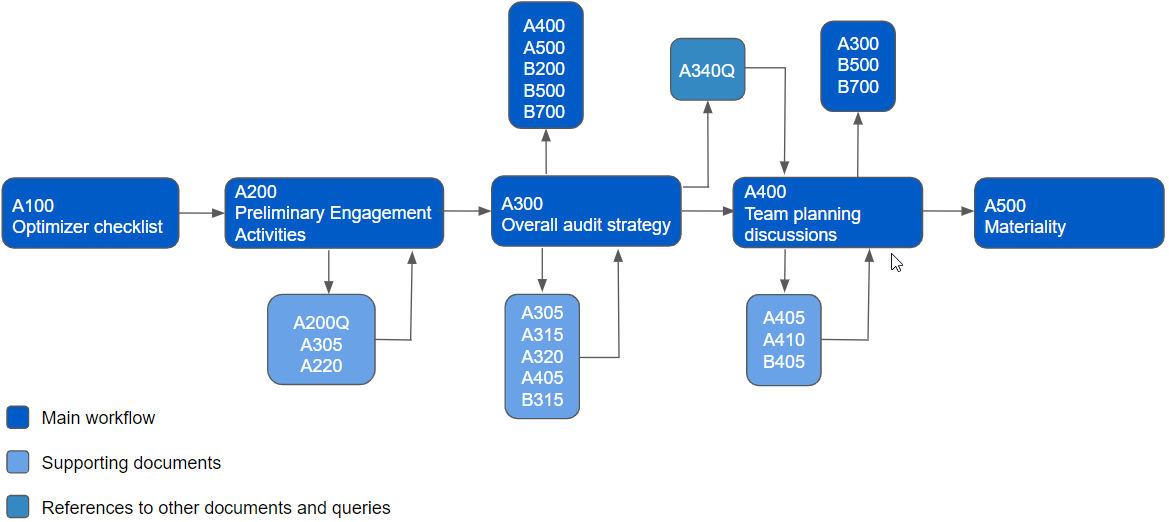 A400
A500
B200
B500
B700
A340Q
A300
B500
B700
A100
Optimizer checklist
A200
Preliminary Engagement
Activities
A300
Overall audit strategy
A400
Team planning
discussions
A500
Materiality
A200Q
A305
A220
A305
A315
A320
A405
B315
A405
A410
B405
Main workflow
Supporting documents
References to other documents and queries